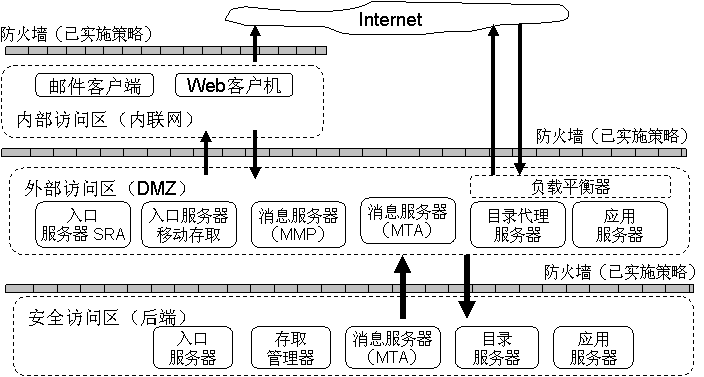 Internet
防火墙（已实施策略）
邮件客户端
Web客户机
内部访问区（内联网）
防火墙（已实施策略）
外部访问区（DMZ）
负载平衡器
入口
服务器 SRA
入口服务器
移动存取
消息服务器
（MMP）
消息服务器
（MTA）
目录代理
服务器
应用
服务器
防火墙（已实施策略）
安全访问区（后端）
入口
服务器
存取
管理器
消息服务器
（MTA）
目录
服务器
应用
服务器